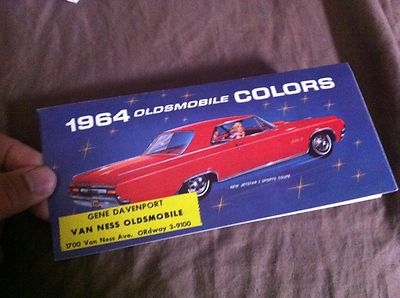 1964 OLDSMOBILE COLORS
NEW JETSTAR I SPORTS COUPE
GENE DAVENPORT
VAN NESS OLDSMOBILE
1700 Van Ness Ave. ORdway 3-9100